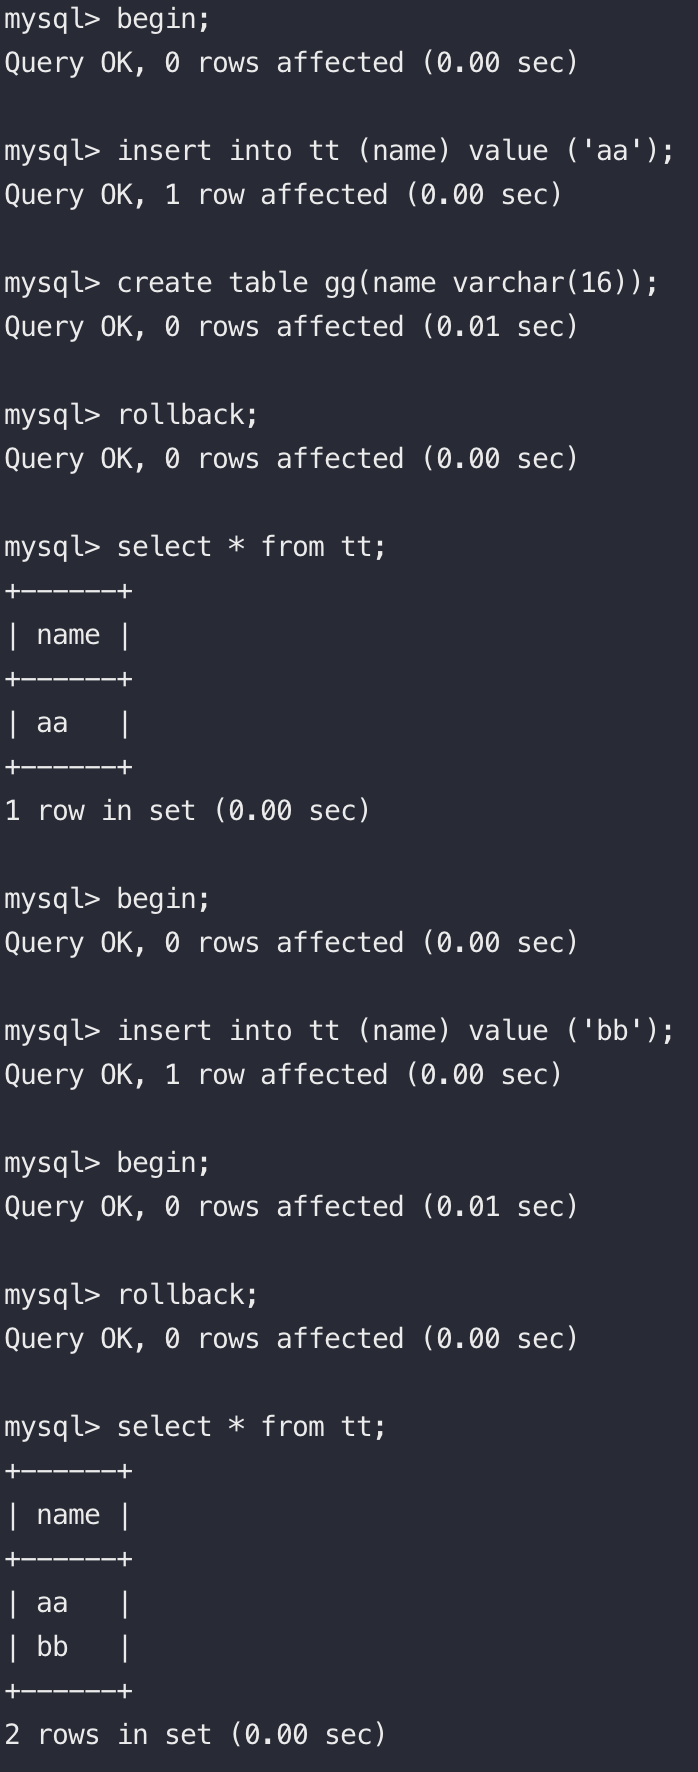 mysql> begin;
Query OK, 0 rows affected (0.00 sec)
mysql> insert into tt (name) value ('aa');
Query OK, 1 row affected (0.00 sec)
mysql> create table gg(name varchar(16));
Query OK, 0 rows affected (0.01 sec)
mysql> rollback;
Query OK, 0 rows affected (0.00 sec)
mysql> select * from tt;
+------+
| name |
+------+
| aa   |
+------+
1 row in set (0.00 sec)
mysql> begin;
Query OK, 0 rows affected (0.00 sec)
mysql> insert into tt (name) value ('bb');
Query OK, 1 row affected (0.00 sec)
mysql> begin;
Query OK, 0 rows affected (0.01 sec)
mysql> rollback;
Query OK, 0 rows affected (0.00 sec)
mysql> select * from tt;
+------+
| name |
+------+
| aa   |
| bb   |
+------+
2 rows in set (0.00 sec)